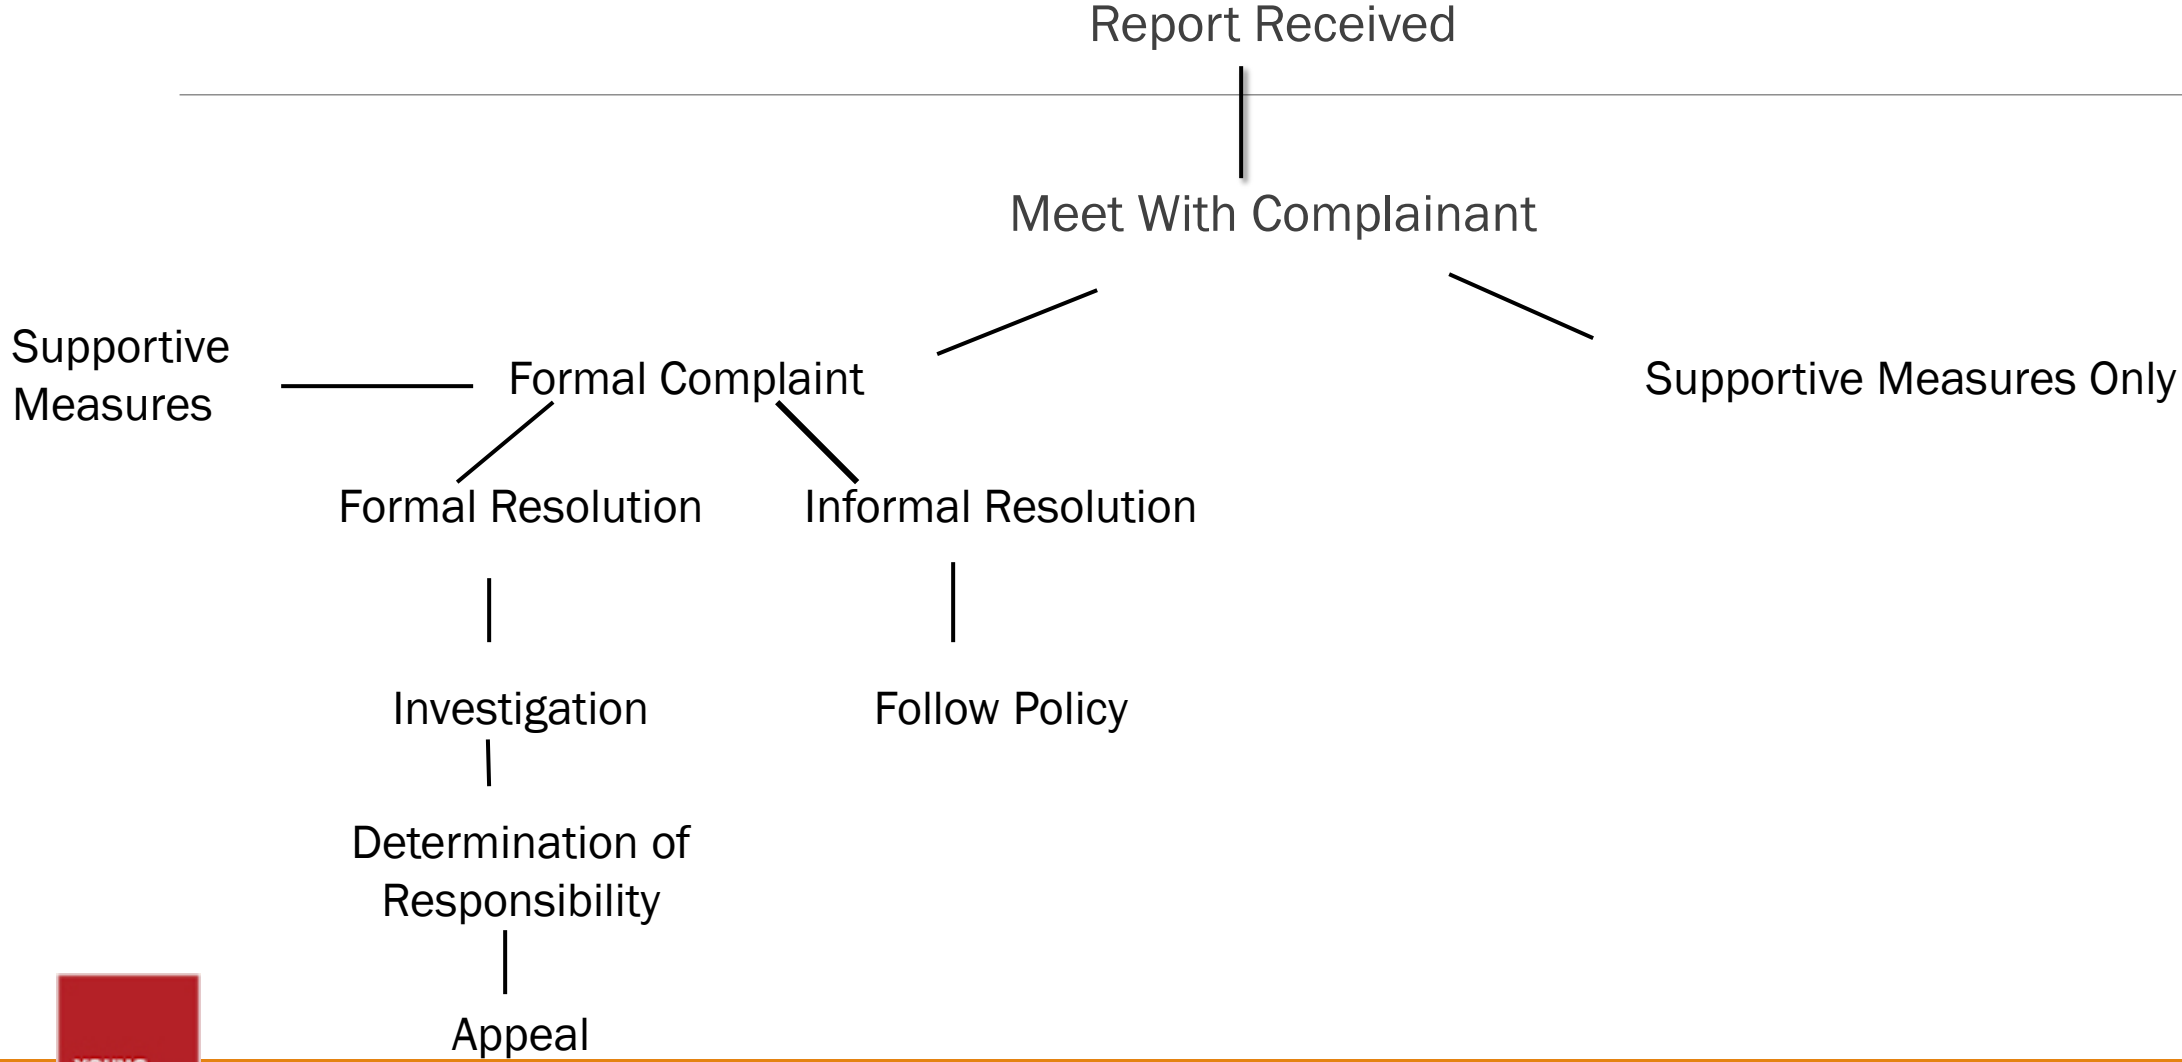 Report Received
Meet With Complainant
Supportive
Measures
Formal Complaint
Supportive Measures Only
Formal Resolution
Informal Resolution
Investigation
Follow Policy
Determination of
Responsibility
Appeal